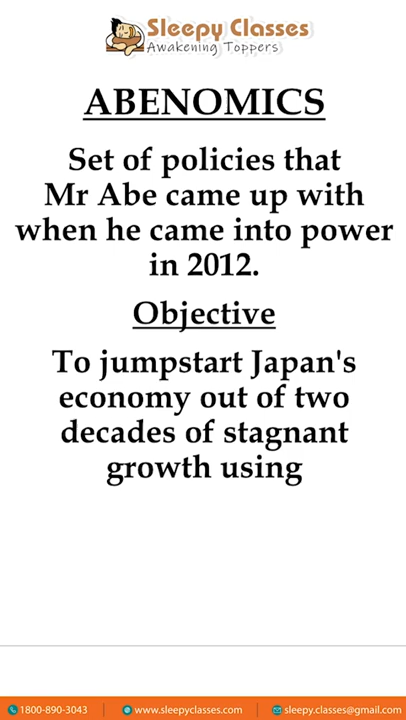 Sleepy Classes
Awakening Toppers
ABENOMICS
Set of policies that
Mr Abe came up with
when he came into power
in 2012.
Objective
To jumpstart Japan's
economy out of two
decades of stagnant
growth using
1800-890-3043 www.sleepyclasses.com sleepy.classes@gmail.com